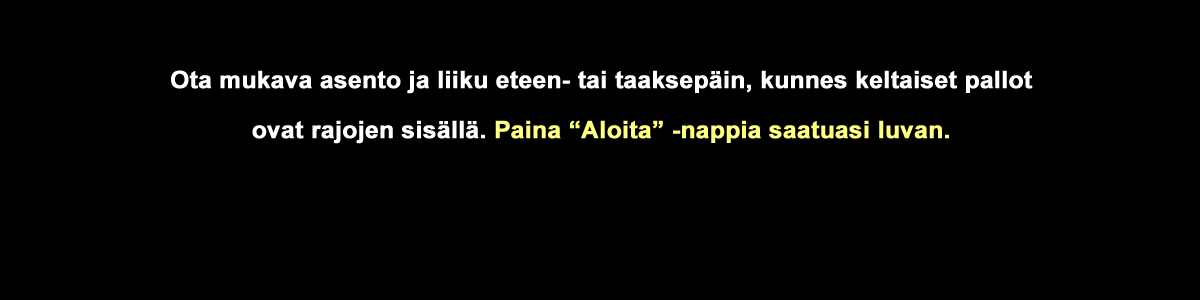 Ota mukava asento ja liiku eteen- tai taaksepäin, kunnes keltaiset pallot
ovat rajojen sisällä. Paina “Aloita” -nappia saatuasi luvan.